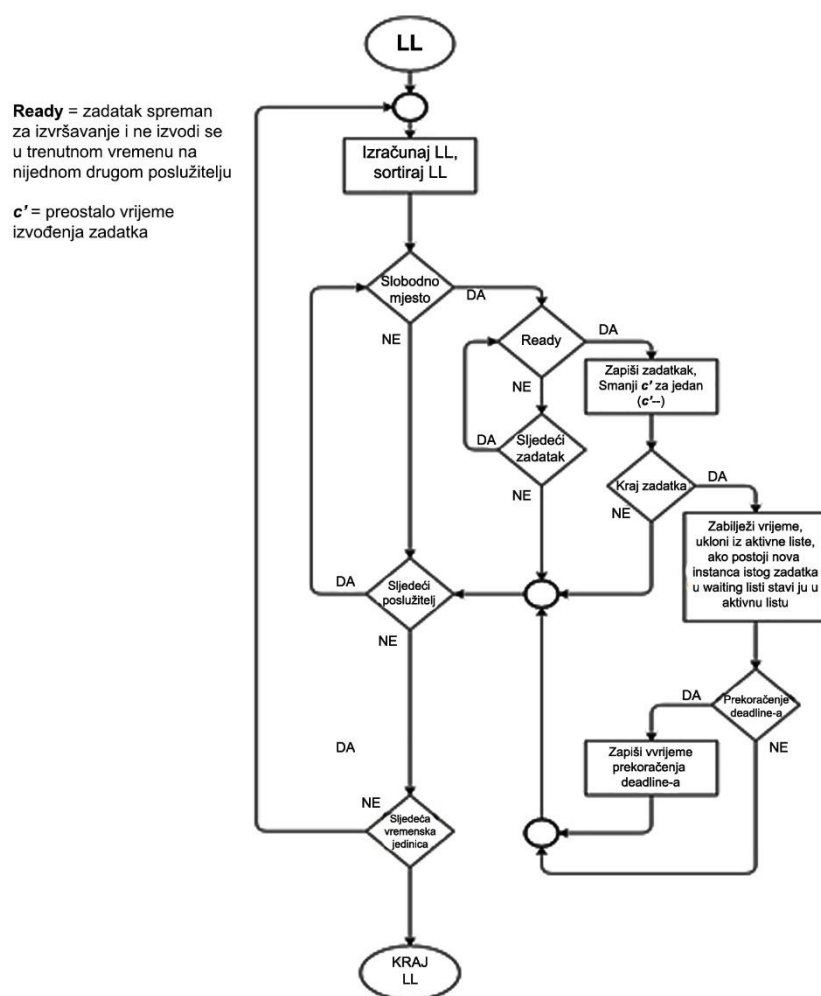 LL
Ready = zadatak spreman
za izvršavanje i ne izvodi se
u trenutnom vremenu na
nijednom drugom poslužitelju
c' = preostalo vrijeme
izvođenja zadatka
Izračunaj LL,
sortiraj LL
Slobodno
mjesto
DA
NE
Ready
DA
NE
Zapiši zadatkak,
Smanji c' za jedan
(c'--)
Sljedeći
zadatak
DA
NE
Kraj zadatka
DA
NE
Zabilježi vrijeme,
ukloni iz aktivne liste,
ako postoji nova
instanca istog zadatka
u waiting listi stavi ju u
aktivnu listu
Sljedeći
poslužitelj
DA
NE
Prekoračenje
deadline-a
DA
NE
Zapiši vvrijeme
prekoračenja
deadline-a
DA
NE
Sljedeća
vremenska
jedinica
KRAJ
LL